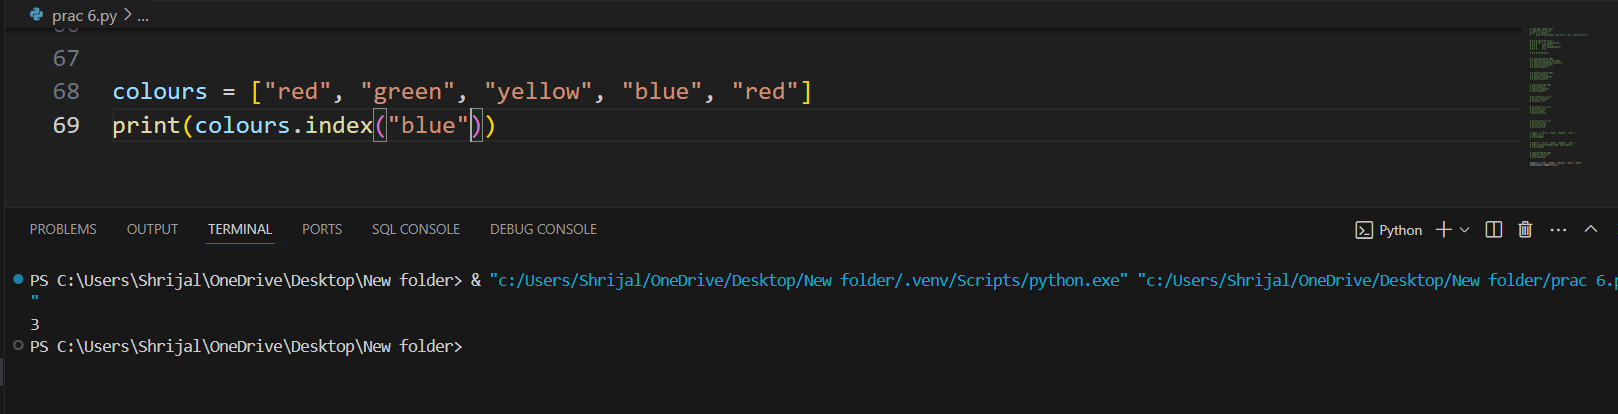 prac 6.py > ...
67
68 colours = ["red", "green", "yellow", "blue", "red"]
69 print(colours.index("blue"))
PROBLEMS OUTPUT TERMINAL PORTS SQL CONSOLE DEBUG CONSOLE Python
PS C:\Users\Shrijal\OneDrive\Desktop\New folder> & "c:/Users/Shrijal/OneDrive/Desktop/New folder/.venv/Scripts/python.exe" "c:/Users/Shrijal/OneDrive/Desktop/New folder/prac 6.p
"
3
PS C:\Users\Shrijal\OneDrive\Desktop\New folder>